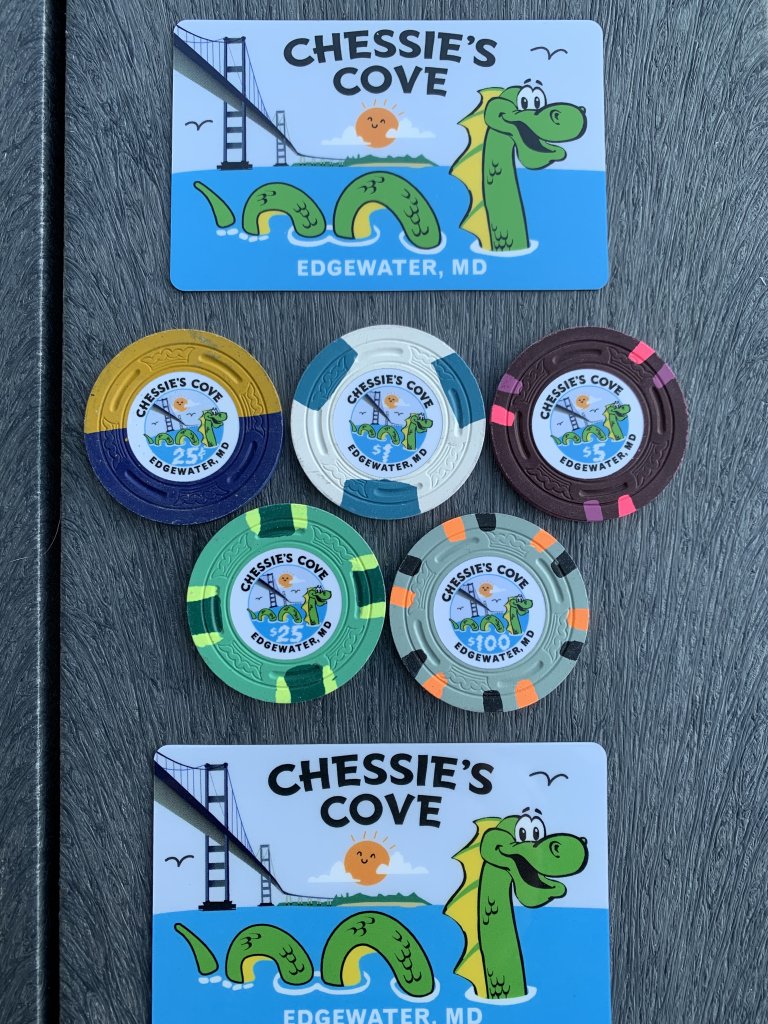 CHESSIE'S
COVE
EDGEWATER, MD
CHESSIE'S COVE
25¢
EDGEWATER, MD
CHESSIE'S COVE
$1
EDGEWATER, MD
CHESSIE'S COVE
$5
EDGEWATER, MD
CHESSIE'S COVE
$25
EDGEWATER, MD
CHESSIE'S COVE
$100
EDGEWATER, MD
CHESSIE'S
COVE
EDGEWATER, MD